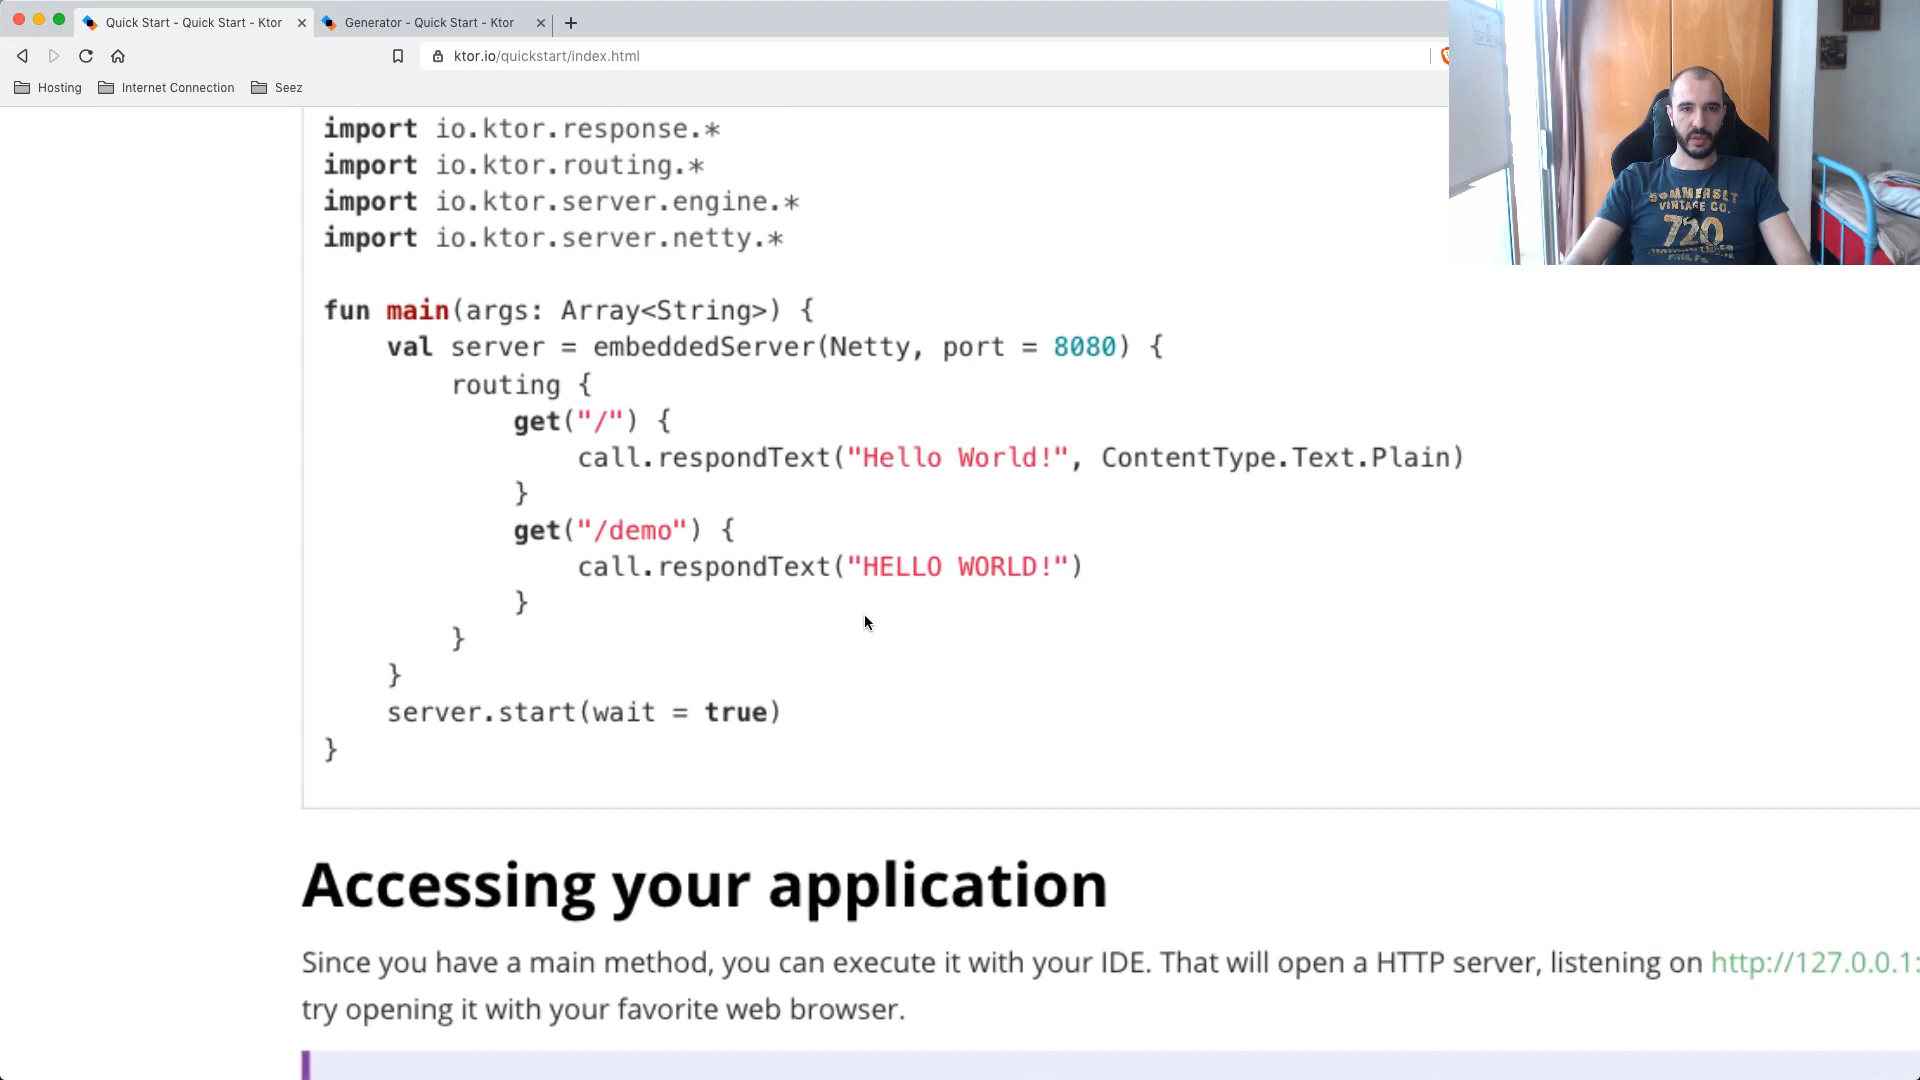 Quick Start - Quick Start - Ktor
Generator - Quick Start - Ktor
ktor.io/quickstart/index.html
Hosting
Internet Connection
Seez
import io.ktor.response.*
import io.ktor.routing.*
import io.ktor.server.engine.*
import io.ktor.server.netty.*
fun main(args: Array<String>) {
val server = embeddedServer(Netty, port = 8080) {
routing {
get("/") {
call.respondText("Hello World!", ContentType.Text.Plain)
}
get("/demo") {
call.respondText("HELLO WORLD!")
}
}
}
server.start(wait = true)
}
Accessing your application
Since you have a main method, you can execute it with your IDE. That will open a HTTP server, listening on http://127.0.0.1:
try opening it with your favorite web browser.
SOMMERSET
VINTAGE CO.
720